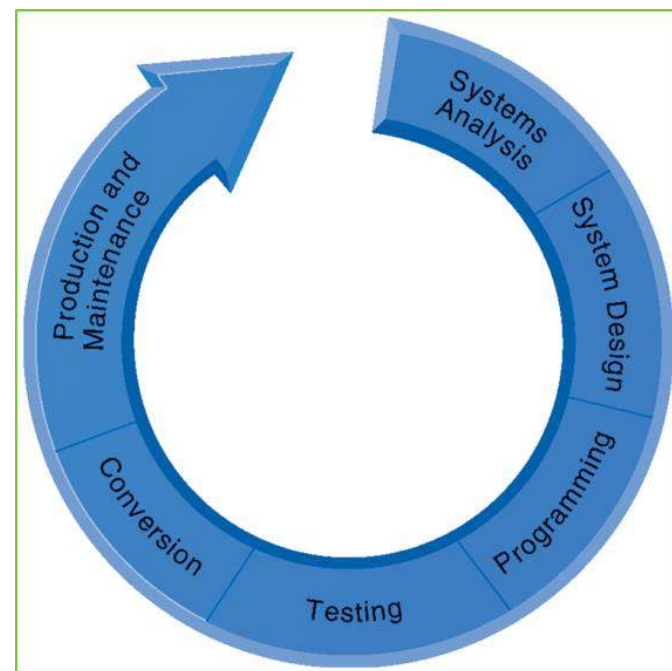 Systems
Analysis
System Design
Programming
Testing
Conversion
Production and
Maintenance